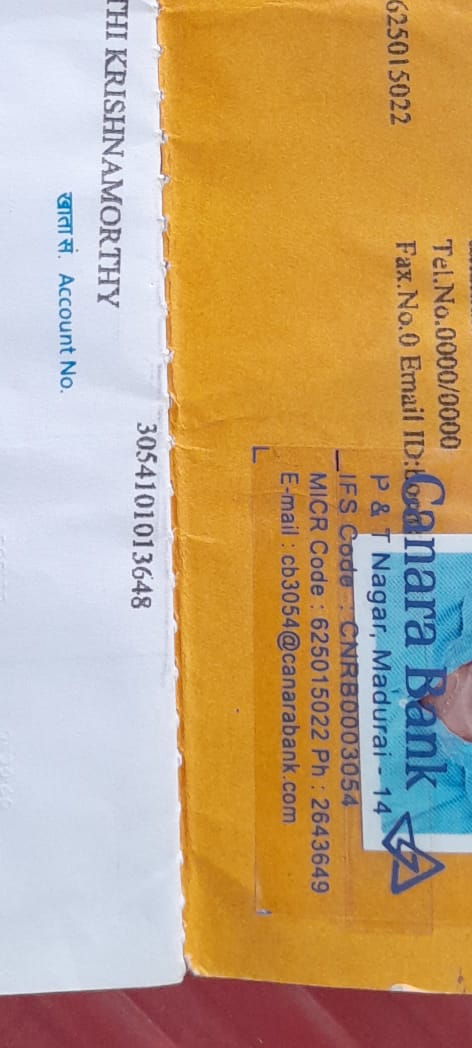 625015022
Tel.No.0000/0000
Fax.No.0 Email ID:
Canara Bank
P & T Nagar, Madurai - 14
IFS Code : CNRB0003054
MICR Code : 625015022 Ph : 2643649
E-mail : cb3054@canarabank.com
3054101013648
THI KRISHNAMORTHY
खाता सं. Account No.